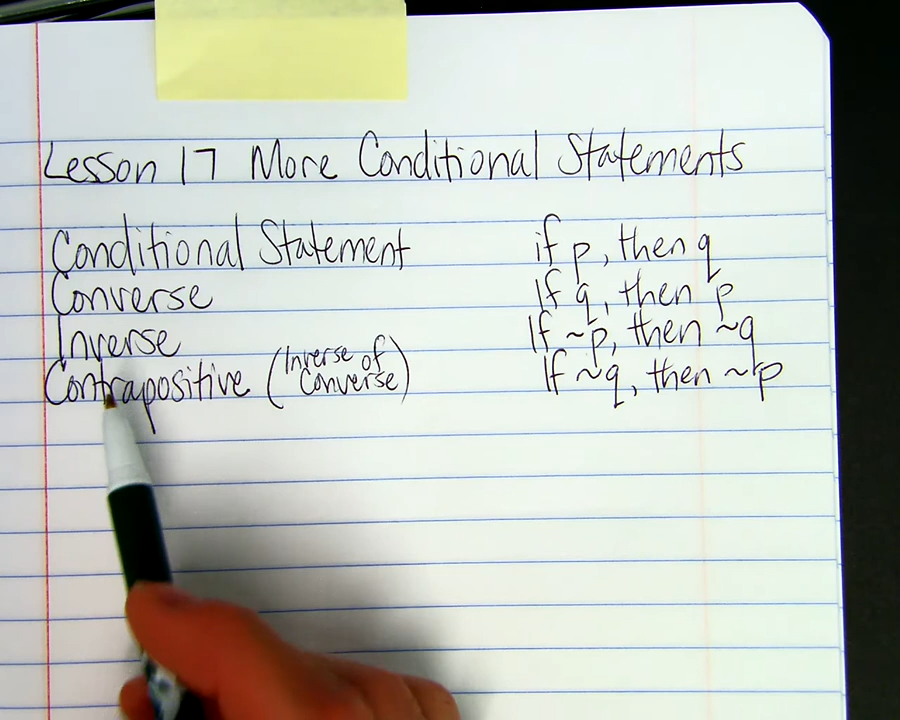 Lesson 17 More Conditional Statements
Conditional Statement if p, then q
Converse If q, then p
Inverse If ~p, then ~q
Contrapositive (Inverse of Converse) If ~q, then ~p